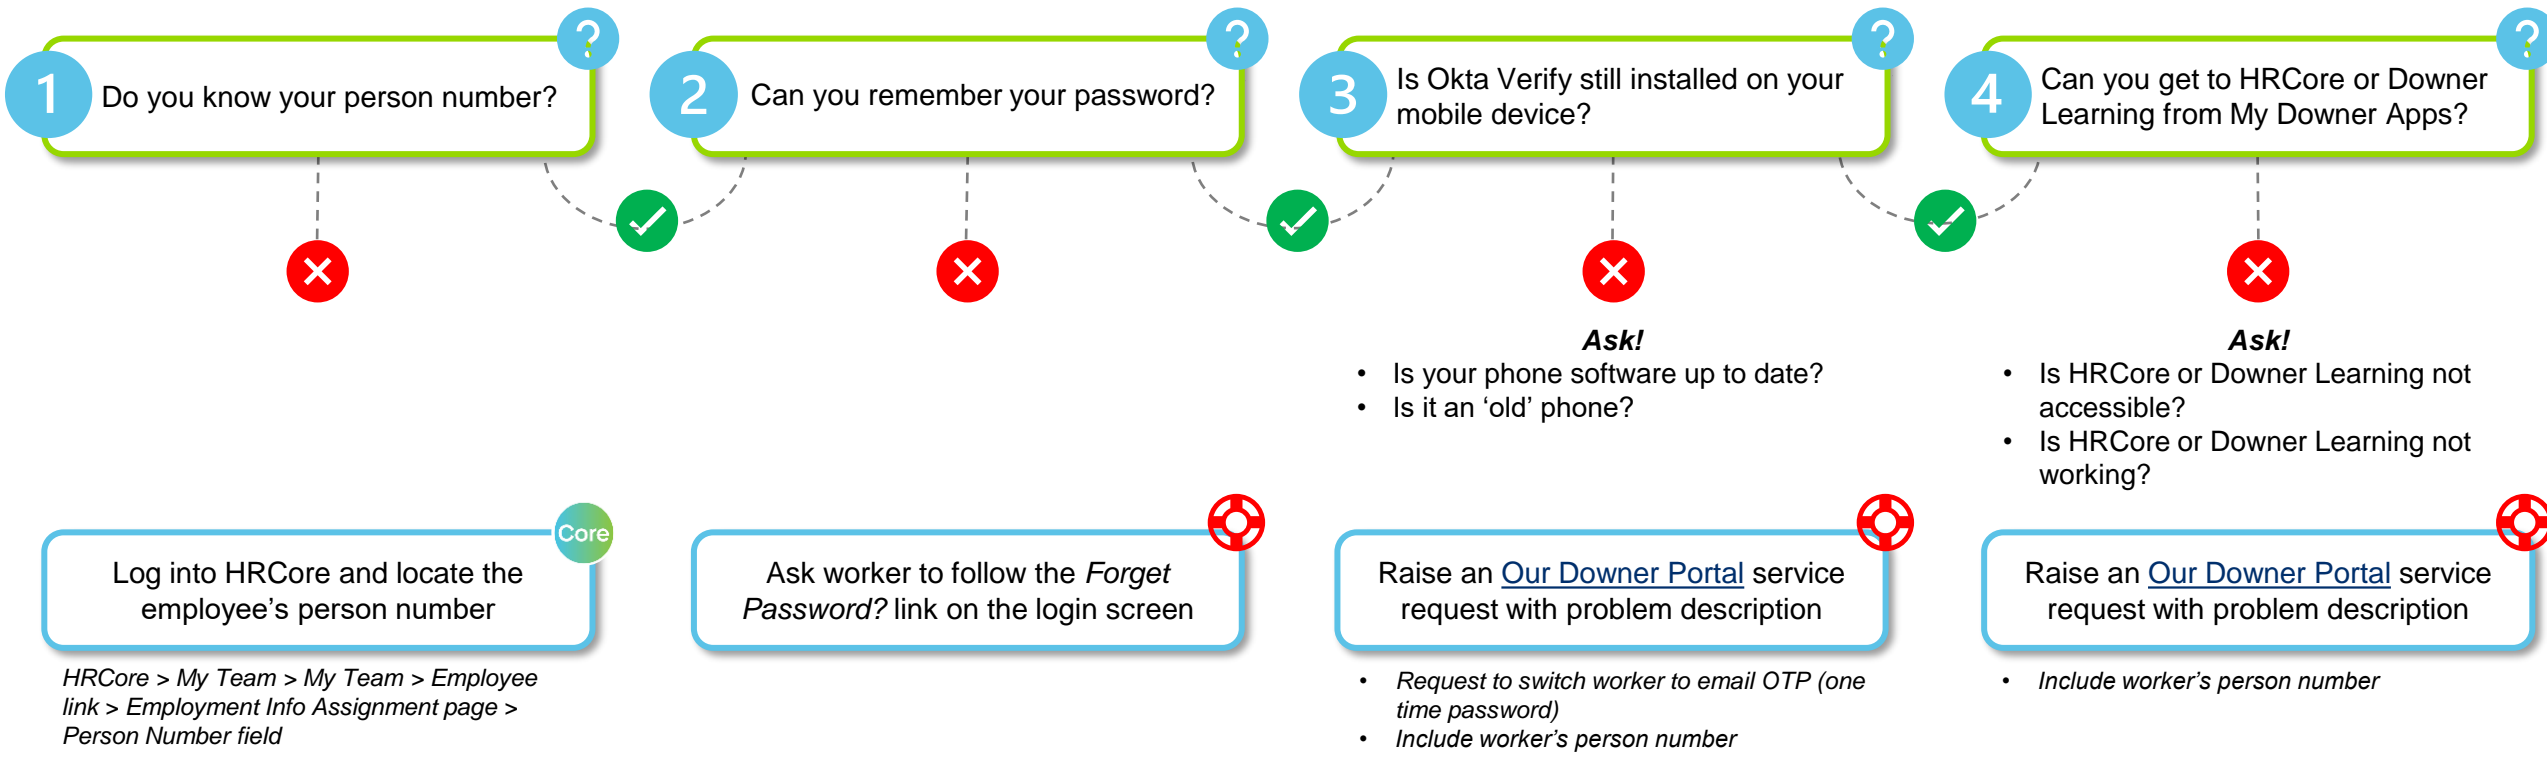 1
Do you know your person number?
?
2
Can you remember your password?
?
3
Is Okta Verify still installed on your
mobile device?
?
4
Can you get to HRCore or Downer
Learning from My Downer Apps?
?
Ask!
• Is your phone software up to date?
• Is it an ‘old’ phone?
Ask!
• Is HRCore or Downer Learning not
accessible?
• Is HRCore or Downer Learning not
working?
Core
Log into HRCore and locate the
employee’s person number
HRCore > My Team > My Team > Employee
link > Employment Info Assignment page >
Person Number field
Ask worker to follow the Forget
Password? link on the login screen
Raise an Our Downer Portal service
request with problem description
• Request to switch worker to email OTP (one
time password)
• Include worker’s person number
Raise an Our Downer Portal service
request with problem description
• Include worker’s person number